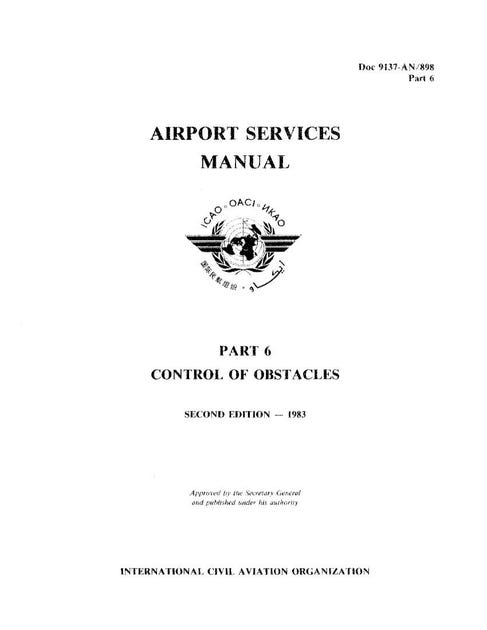 Doc 9137-AN/898
Part 6
AIRPORT SERVICES
MANUAL
ICAO · OACI · ИКАО
国际民航组织 · ايكاو
PART 6
CONTROL OF OBSTACLES
SECOND EDITION — 1983
Approved by the Secretary General
and published under his authority
INTERNATIONAL CIVIL AVIATION ORGANIZATION